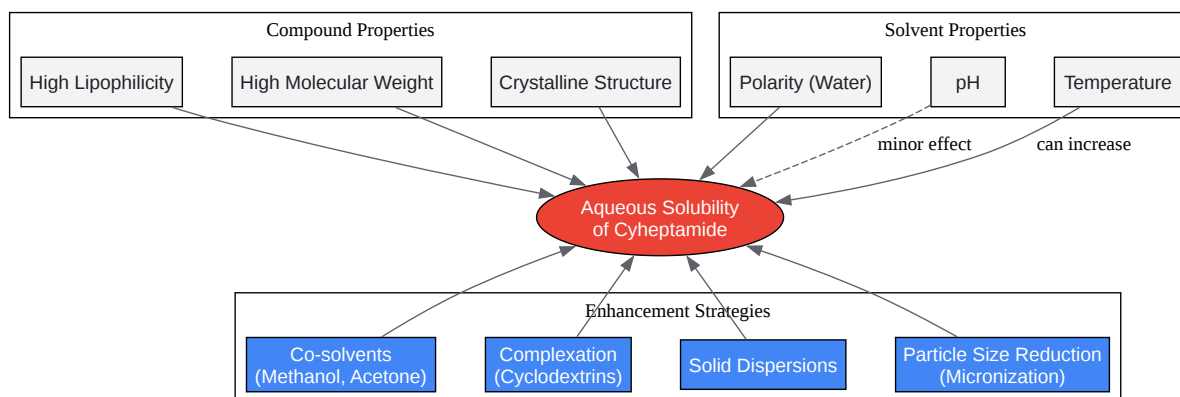 Compound Properties
Solvent Properties
High Lipophilicity
High Molecular Weight
Crystalline Structure
Polarity (Water)
pH
Temperature
minor effect
can increase
Aqueous Solubility
of Cyheptamide
Enhancement Strategies
Co-solvents
(Methanol, Acetone)
Complexation
(Cyclodextrins)
Solid Dispersions
Particle Size Reduction
(Micronization)